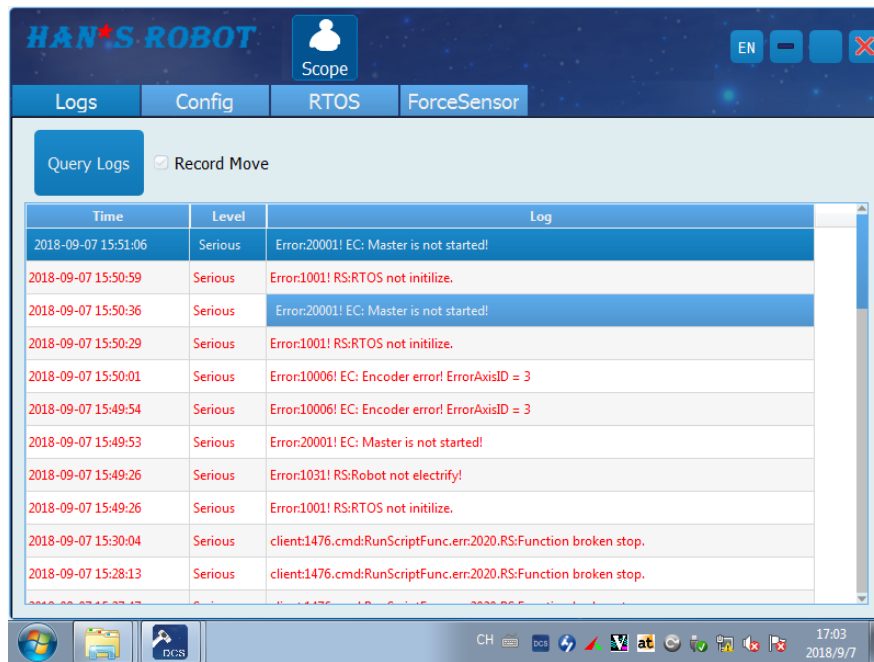 HAN*S ROBOT
Scope
EN
Logs Config RTOS ForceSensor
Query Logs Record Move
Time Level Log
2018-09-07 15:51:06 Serious Error:20001! EC: Master is not started!
2018-09-07 15:50:59 Serious Error:1001! RS:RTOS not initilize.
2018-09-07 15:50:36 Serious Error:20001! EC: Master is not started!
2018-09-07 15:50:29 Serious Error:1001! RS:RTOS not initilize.
2018-09-07 15:50:01 Serious Error:10006! EC: Encoder error! ErrorAxisID = 3
2018-09-07 15:49:54 Serious Error:10006! EC: Encoder error! ErrorAxisID = 3
2018-09-07 15:49:53 Serious Error:20001! EC: Master is not started!
2018-09-07 15:49:26 Serious Error:1031! RS:Robot not electrify!
2018-09-07 15:49:26 Serious Error:1001! RS:RTOS not initilize.
2018-09-07 15:30:04 Serious client:1476.cmd:RunScriptFunc.err:2020.RS:Function broken stop.
2018-09-07 15:28:13 Serious client:1476.cmd:RunScriptFunc.err:2020.RS:Function broken stop.
DCS CH DCS at 17:03
2018/9/7